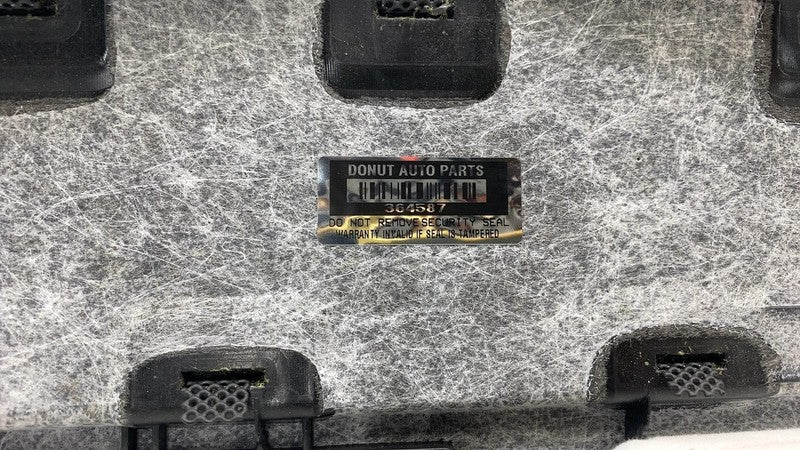 DONUT AUTO PARTS
364587
DO NOT REMOVE SECURITY SEAL
WARRANTY INVALID IF SEAL IS TAMPERED